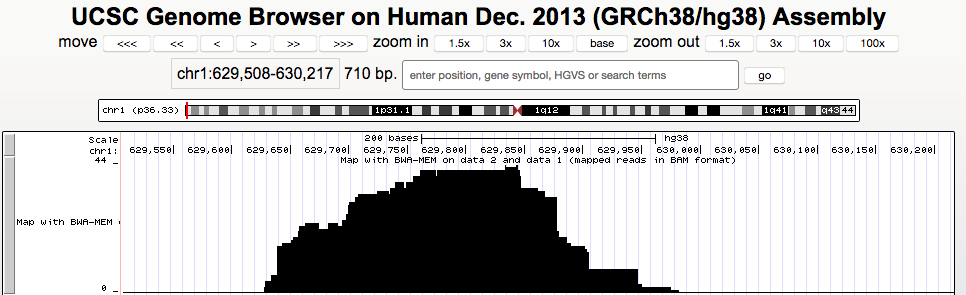 UCSC Genome Browser on Human Dec. 2013 (GRCh38/hg38) Assembly
move <<< << < > >> >>> zoom in 1.5x 3x 10x base zoom out 1.5x 3x 10x 100x
chr1:629,508-630,217 710 bp. enter position, gene symbol, HGVS or search terms go
chr1 (p36.33) 1p31.1 1q12 1q41 q43 44
Scale 200 bases hg38
chr1: 629,550 629,600 629,650 629,700 629,750 629,800 629,850 629,900 629,950 630,000 630,050 630,100 630,150 630,200
44 Map with BWA-MEM on data 2 and data 1 (mapped reads in BAM format)
Map with BWA-MEM
0